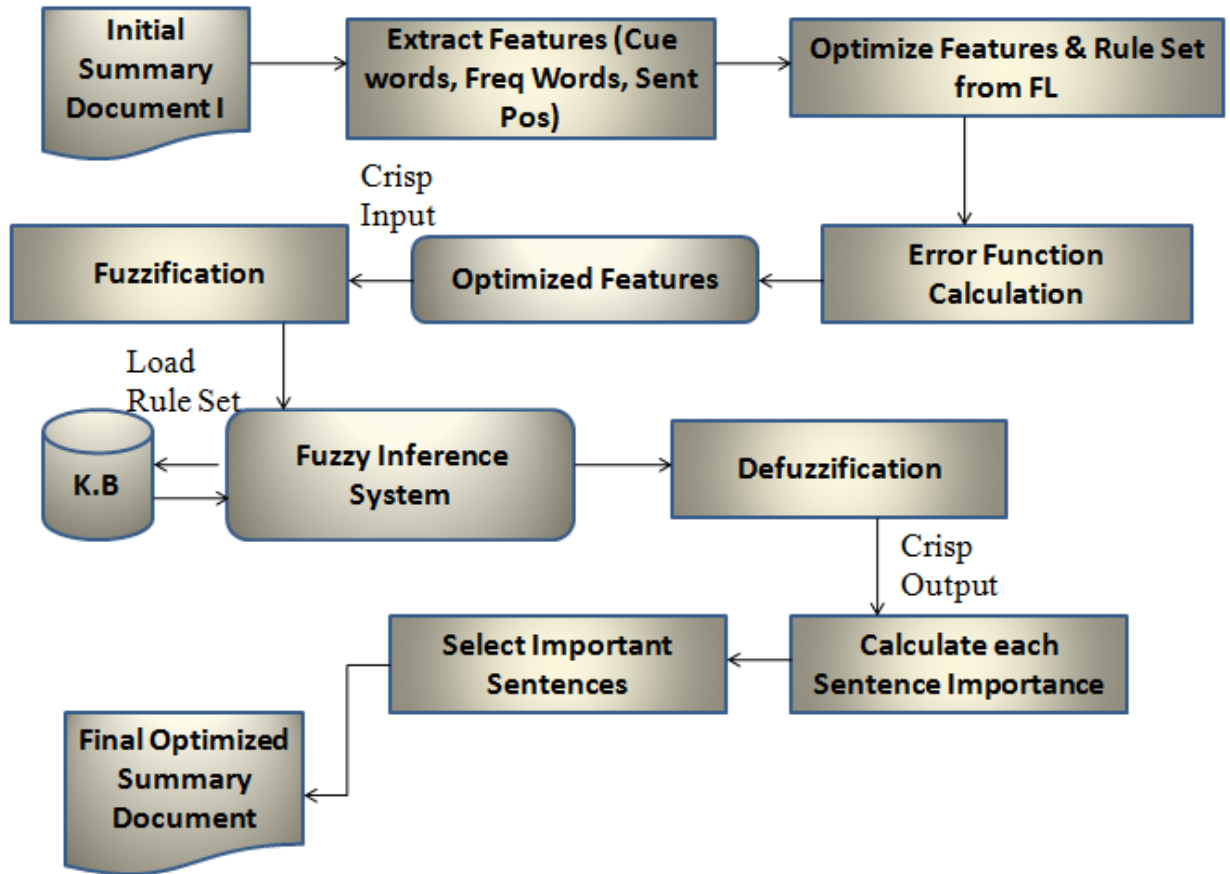 Initial
Summary
Document I
Extract Features (Cue
words, Freq Words, Sent
Pos)
Optimize Features & Rule Set
from FL
Crisp
Input
Fuzzification
Optimized Features
Error Function
Calculation
Load
Rule Set
K.B
Fuzzy Inference
System
Defuzzification
Crisp
Output
Select Important
Sentences
Calculate each
Sentence Importance
Final Optimized
Summary
Document